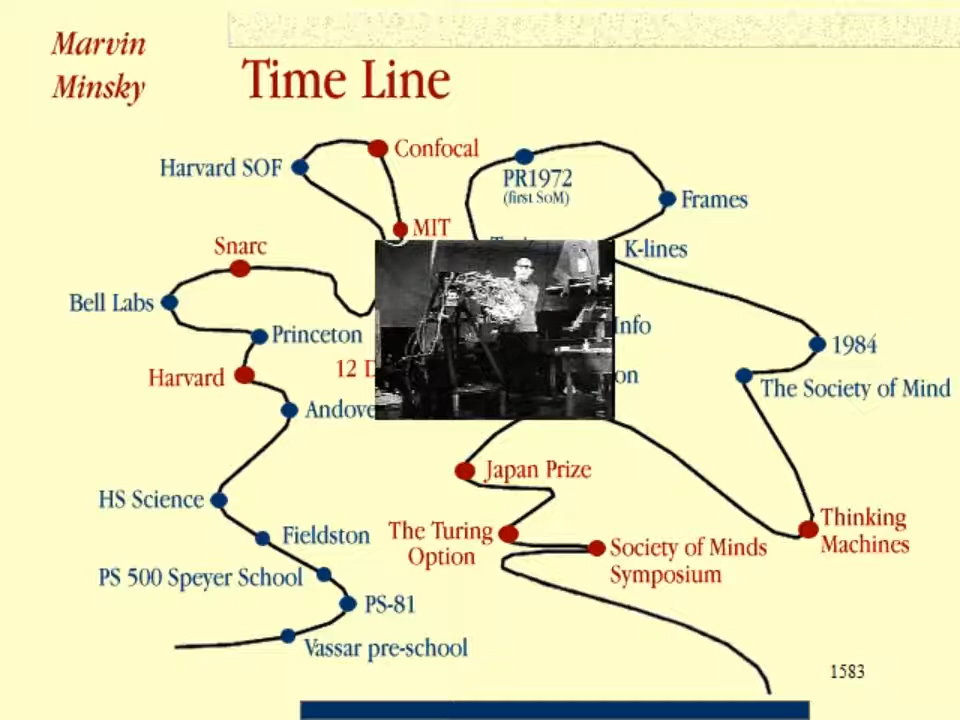 Marvin
Minsky
Time Line
Confocal
Harvard SOF
PR1972
(first SoM)
Frames
MIT
Snarc
K-lines
Bell Labs
Princeton
Info
1984
Harvard
12
The Society of Mind
Japan Prize
HS Science
Fieldston
The Turing
Option
Thinking
Machines
Society of Minds
Symposium
PS 500 Speyer School
PS-81
Vassar pre-school
1583